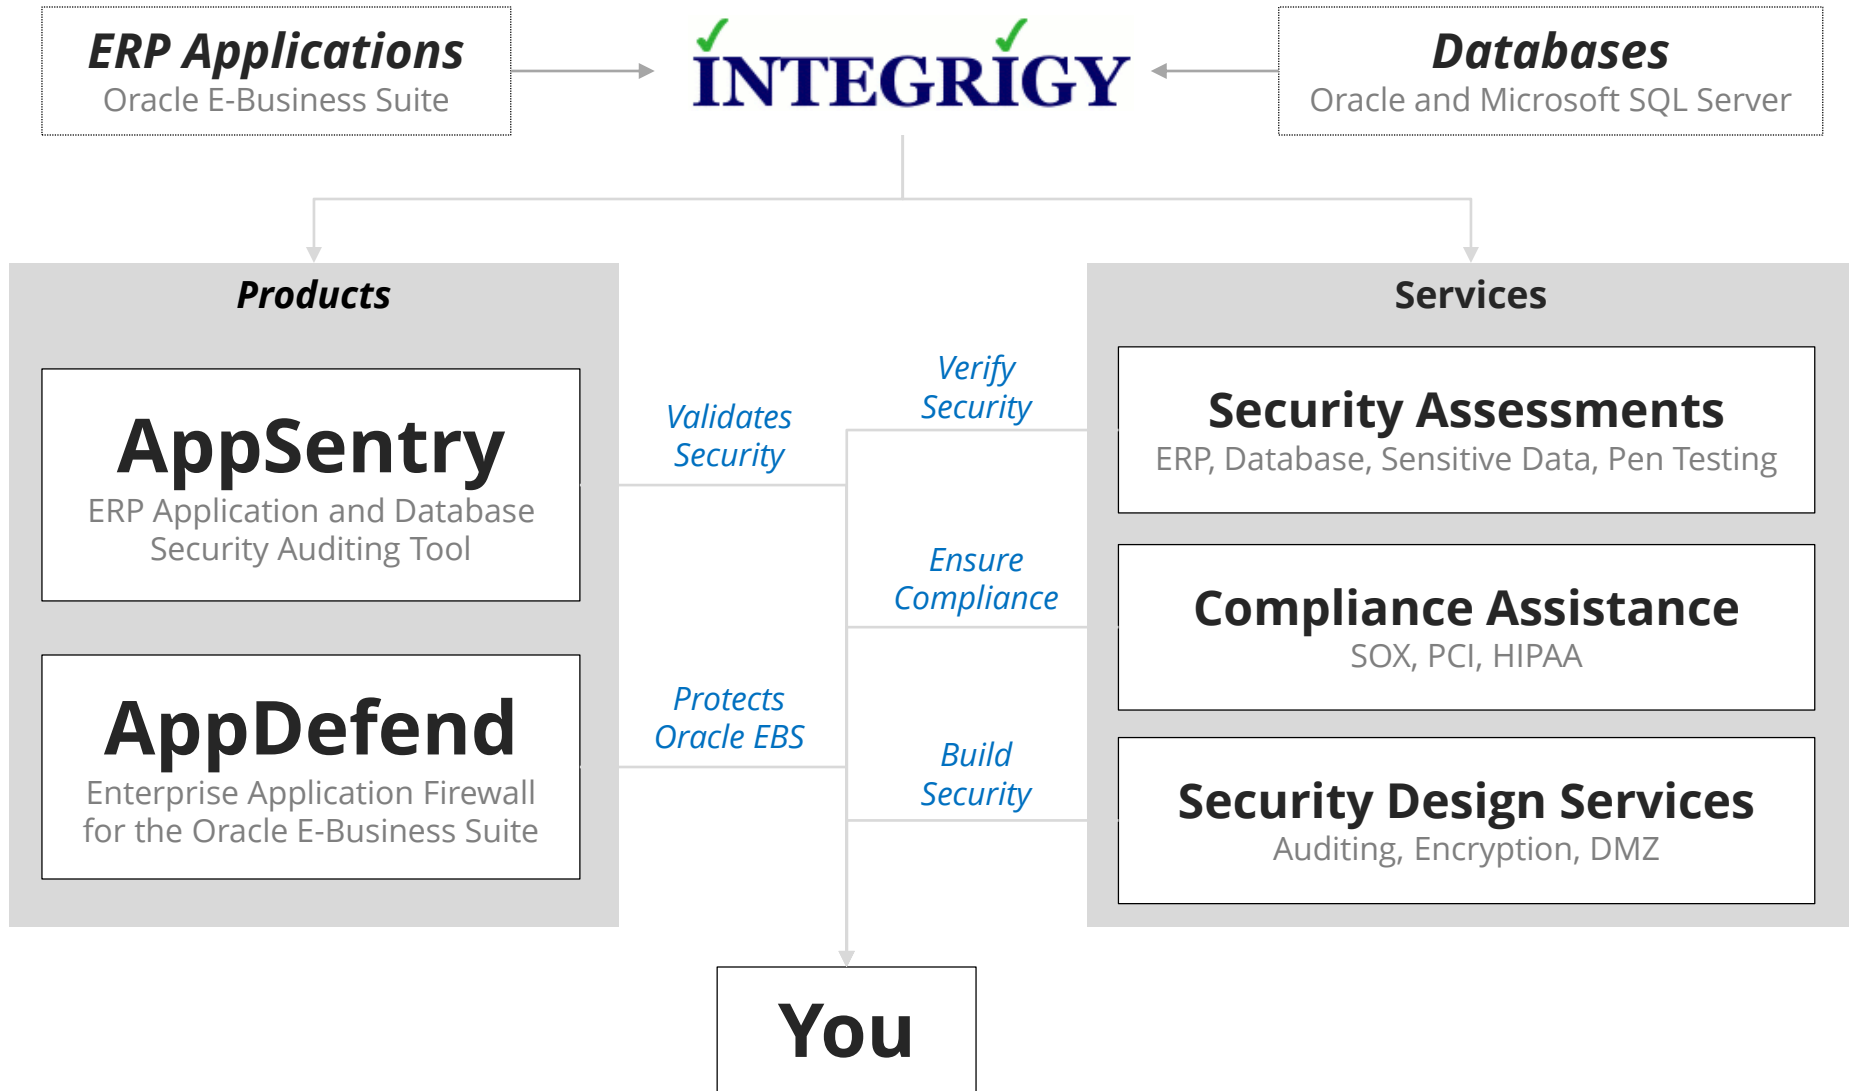 ERP Applications
Oracle E-Business Suite
INTEGRIGY
Databases
Oracle and Microsoft SQL Server
Products
AppSentry
ERP Application and Database
Security Auditing Tool
AppDefend
Enterprise Application Firewall
for the Oracle E-Business Suite
Validates
Security
Protects
Oracle EBS
Verify
Security
Ensure
Compliance
Build
Security
Services
Security Assessments
ERP, Database, Sensitive Data, Pen Testing
Compliance Assistance
SOX, PCI, HIPAA
Security Design Services
Auditing, Encryption, DMZ
You